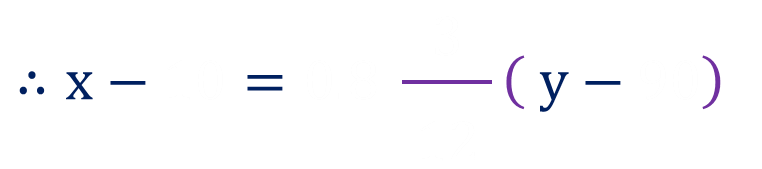 ∴ x − = —( y − )